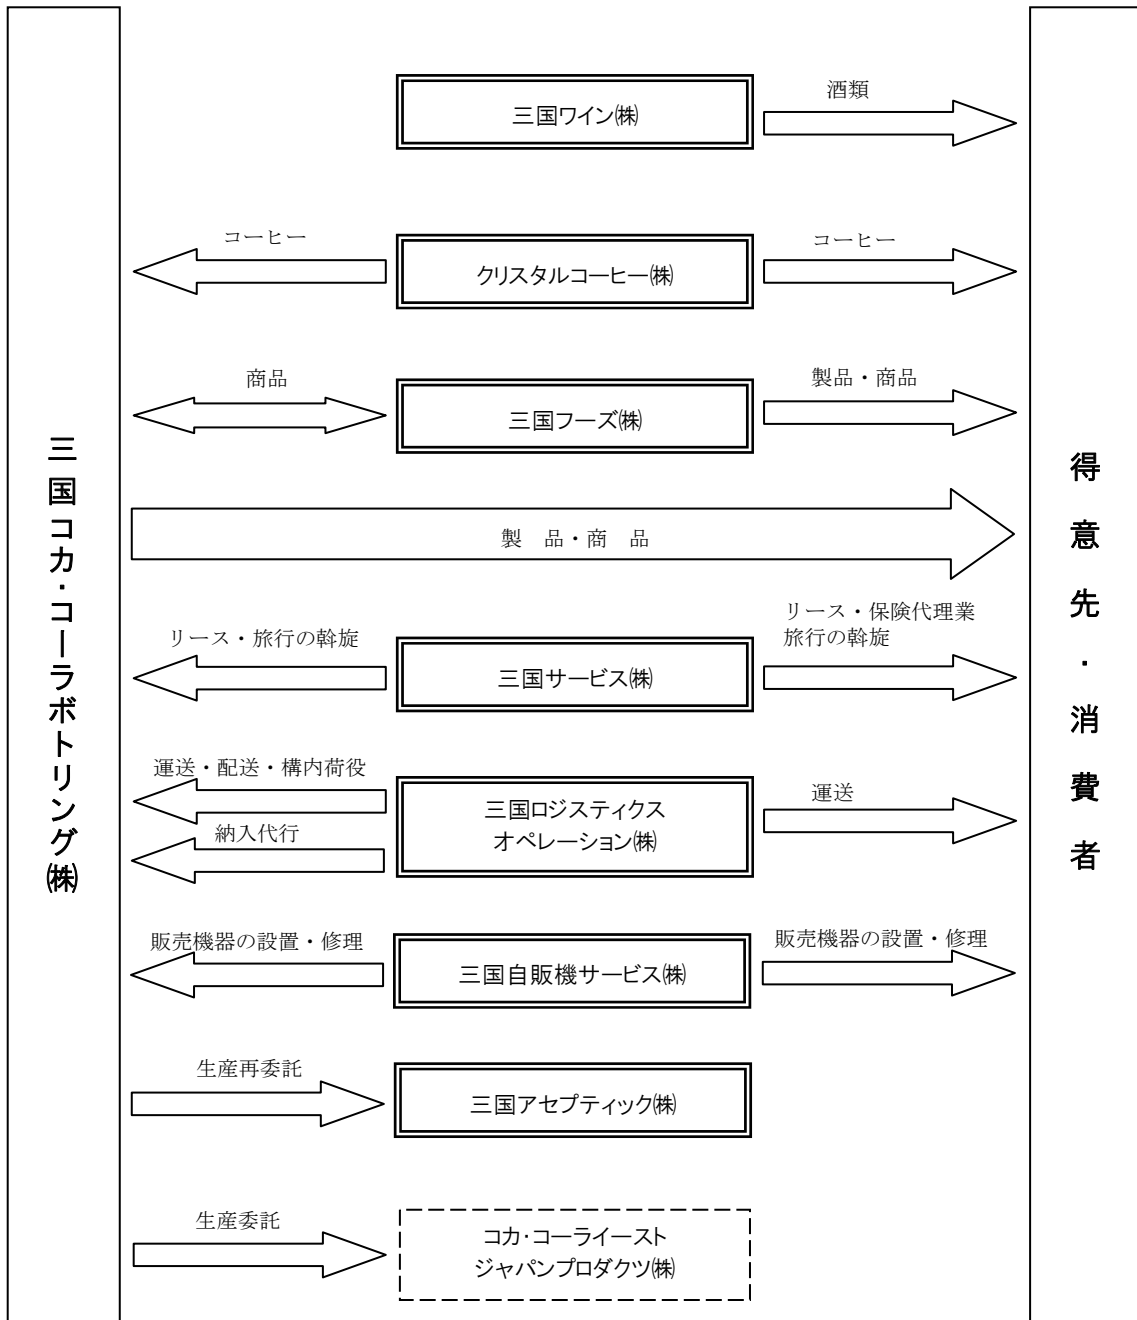 三国コカ・コーラボトリング㈱
三国ワイン㈱
酒類
コーヒー
クリスタルコーヒー㈱
コーヒー
商品
三国フーズ㈱
製品・商品
製　品・商　品
リース・旅行の斡旋
三国サービス㈱
リース・保険代理業
旅行の斡旋
運送・配送・構内荷役
納入代行
三国ロジスティクス
オペレーション㈱
運送
販売機器の設置・修理
三国自販機サービス㈱
販売機器の設置・修理
生産再委託
三国アセプティック㈱
生産委託
コカ・コーライースト
ジャパンプロダクツ㈱
得意先・消費者